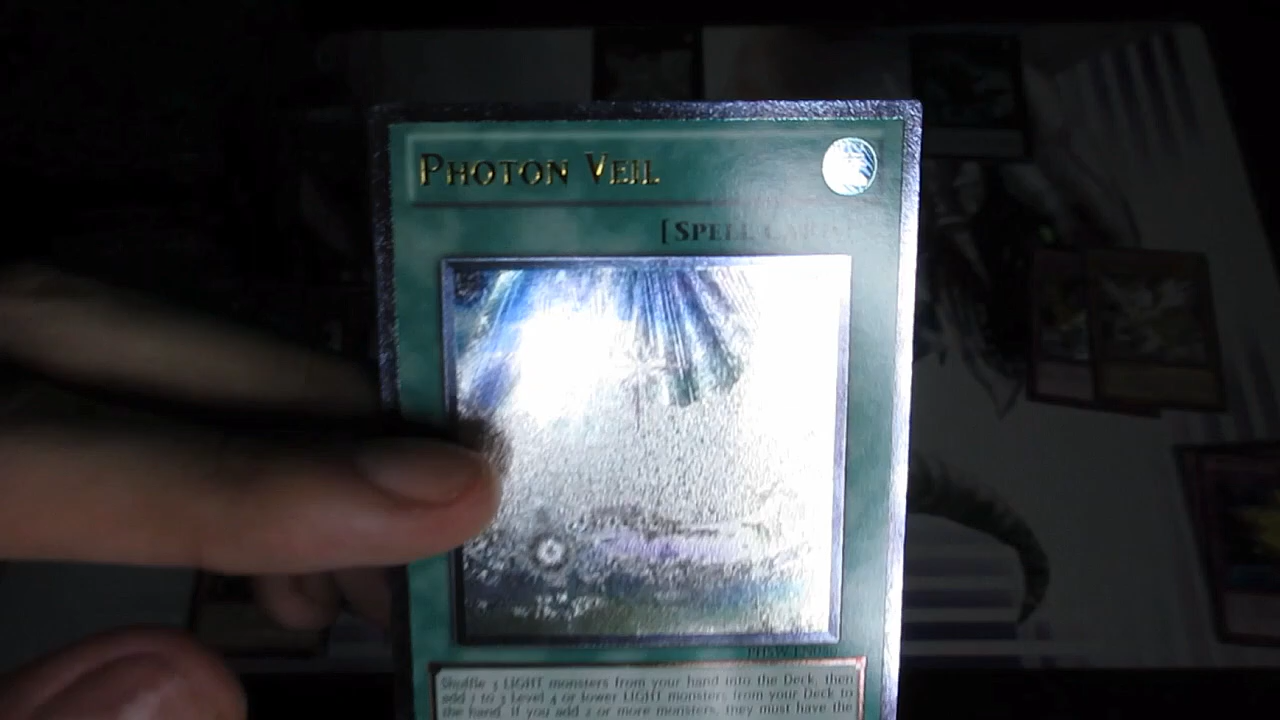 PHOTON VEIL
[SPELL CARD
PHSW-EN060
Shuffle 3 LIGHT monsters from your hand into the Deck, then
add 1 to 3 Level 4 or lower LIGHT monsters from your Deck to
the hand. If you add 2 or more monsters, they must have the